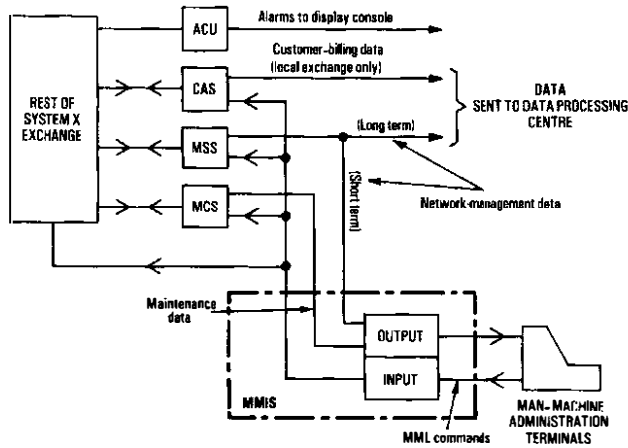 ACU
Alarms to display console
Customer-billing data
(local exchange only)
CAS
REST OF
SYSTEM X
EXCHANGE
DATA
SENT TO DATA PROCESSING
CENTRE
MSS
(Long term)
(Short term)
Network-management data
MCS
Maintenance
data
OUTPUT
INPUT
MMIS
MML commands
MAN-MACHINE
ADMINISTRATION
TERMINALS